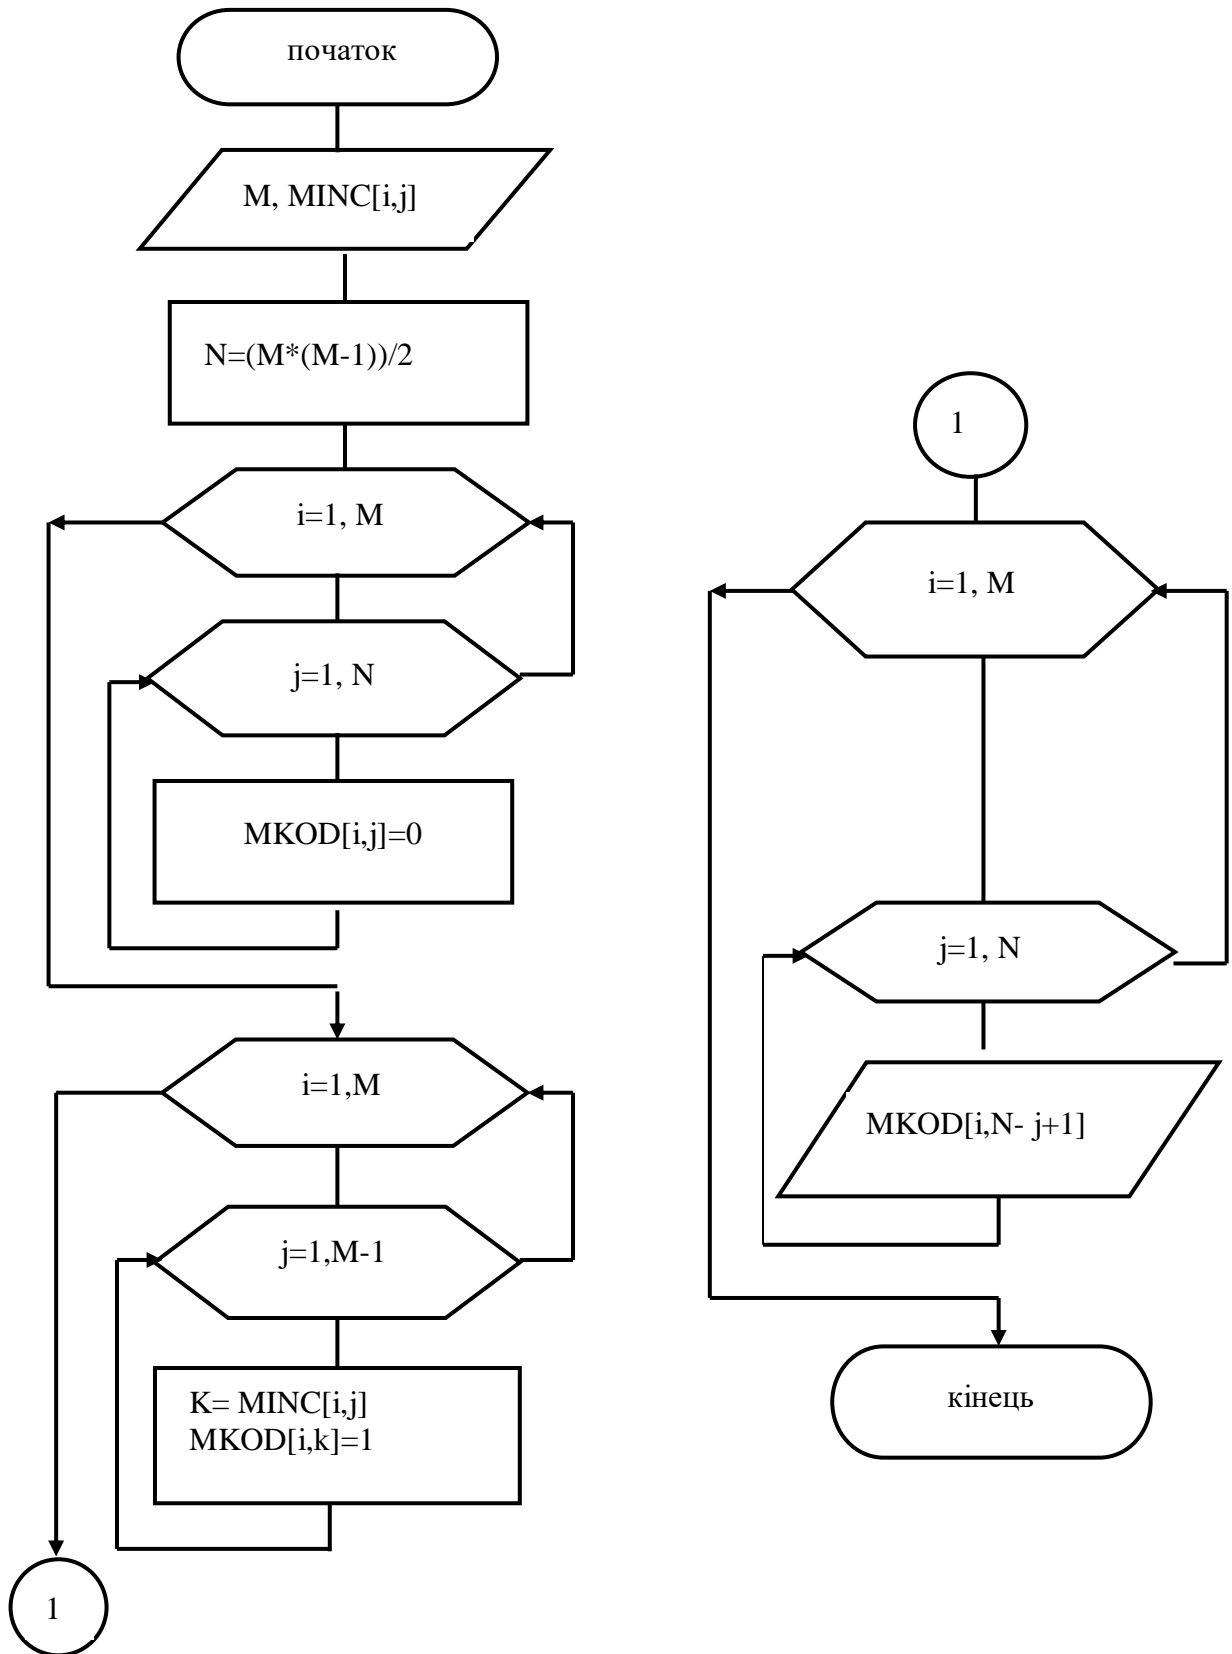 початок
M, MINC[i,j]
N=(M*(M-1))/2
i=1, M
j=1, N
MKOD[i,j]=0
i=1,M
j=1,M-1
K= MINC[i,j]
MKOD[i,k]=1
1
1
i=1, M
j=1, N
MKOD[i,N- j+1]
кінець